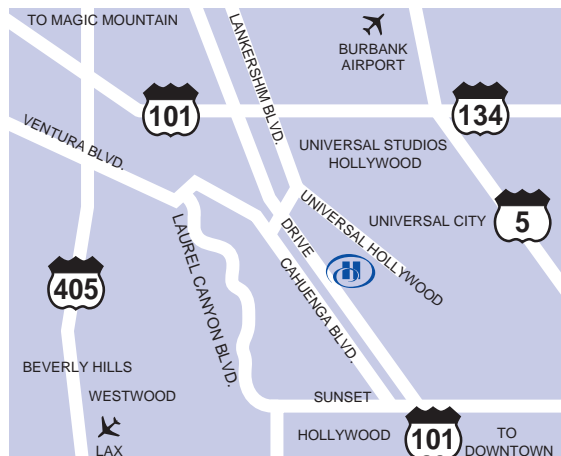 TO MAGIC MOUNTAIN
LANKERSHIM BLVD.
BURBANK
AIRPORT
101
134
VENTURA BLVD.
UNIVERSAL STUDIOS
HOLLYWOOD
UNIVERSAL HOLLYWOOD
DRIVE
UNIVERSAL CITY
5
LAUREL CANYON BLVD.
CAHUENGA BLVD.
405
BEVERLY HILLS
WESTWOOD
LAX
SUNSET
HOLLYWOOD
101
TO
DOWNTOWN